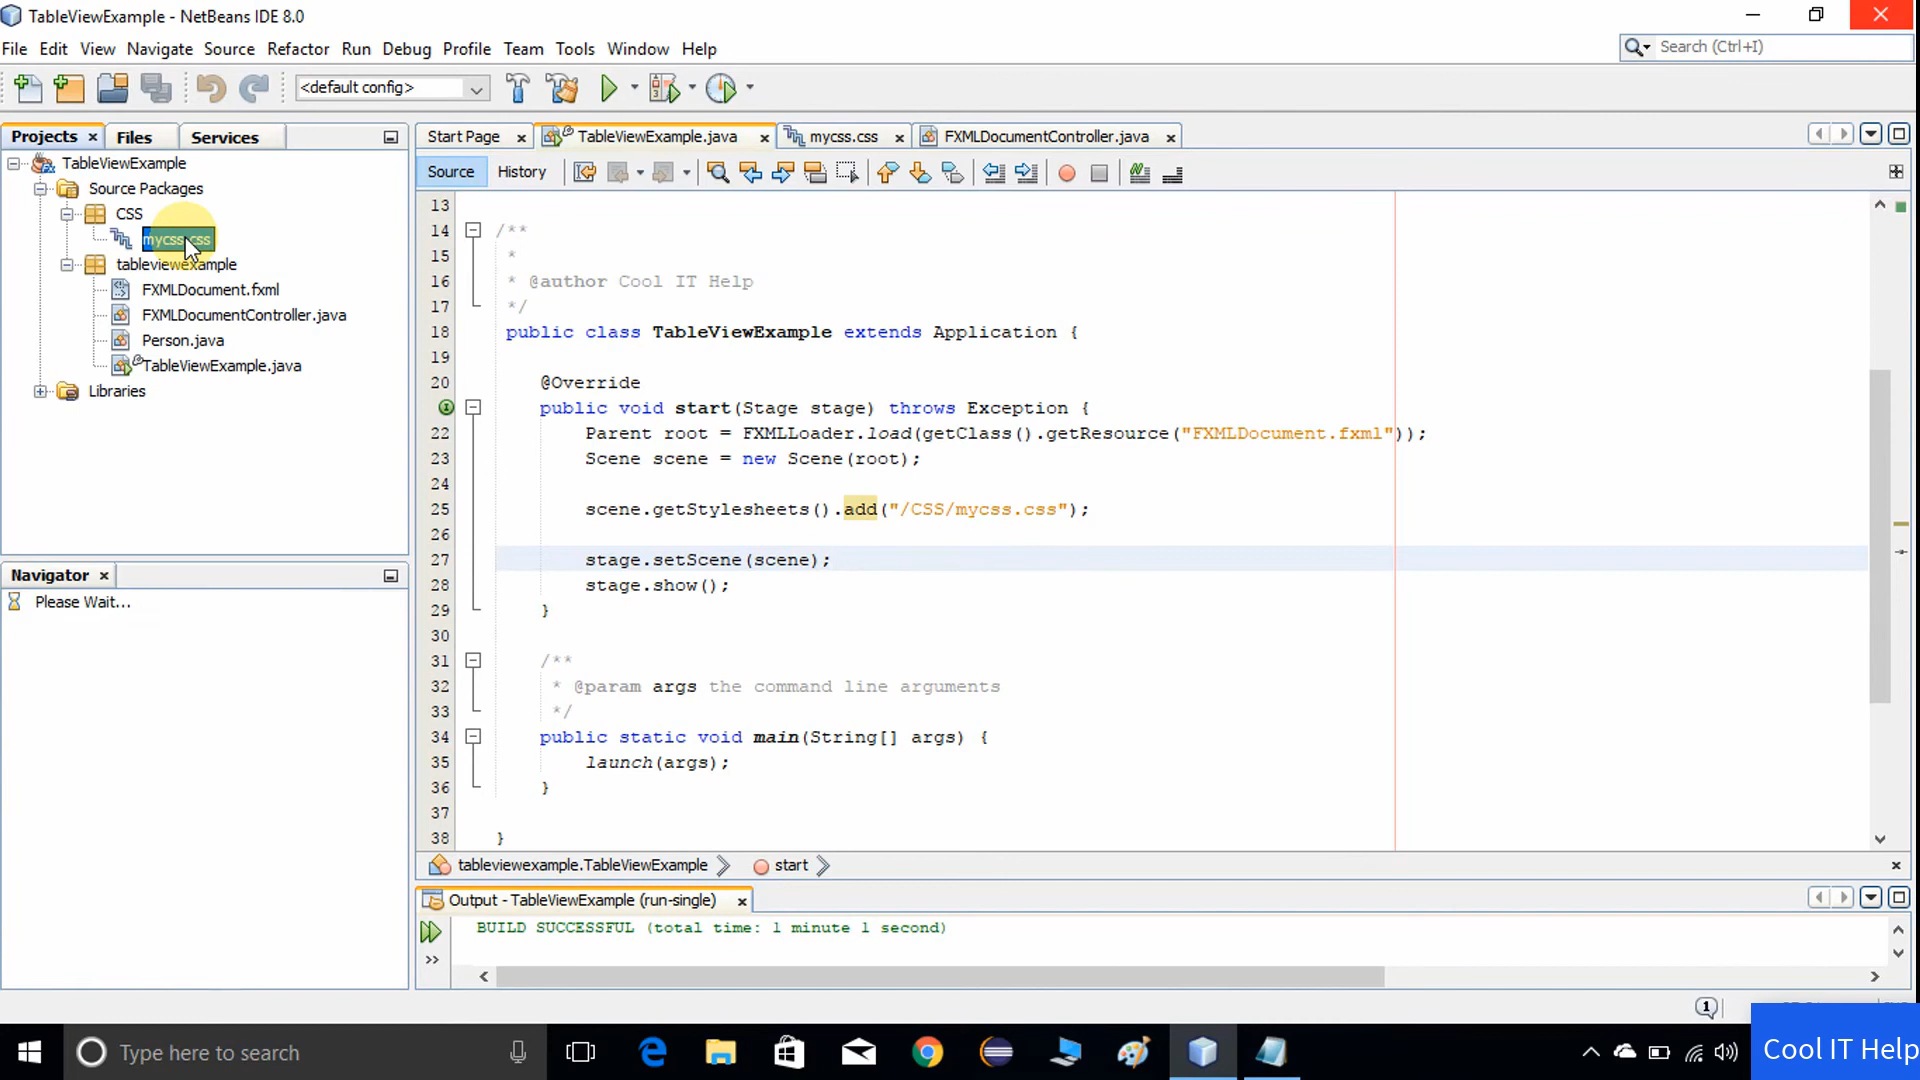 TableViewExample - NetBeans IDE 8.0
File Edit View Navigate Source Refactor Run Debug Profile Team Tools Window Help
Search (Ctrl+I)
<default config>
Projects Files Services
TableViewExample
Source Packages
CSS
mycss.css
tableviewexample
FXMLDocument.fxml
FXMLDocumentController.java
Person.java
TableViewExample.java
Libraries
Navigator
Please Wait...
Start Page TableViewExample.java mycss.css FXMLDocumentController.java
Source History
13
14 /**
15 *
16 * @author Cool IT Help
17 */
18 public class TableViewExample extends Application {
19
20 @Override
public void start(Stage stage) throws Exception {
22 Parent root = FXMLLoader.load(getClass().getResource("FXMLDocument.fxml"));
23 Scene scene = new Scene(root);
24
25 scene.getStylesheets().add("/CSS/mycss.css");
26
27 stage.setScene(scene);
28 stage.show();
29 }
30
31 /**
32 * @param args the command line arguments
33 */
34 public static void main(String[] args) {
35 launch(args);
36 }
37
38 }
tableviewexample.TableViewExample start
Output - TableViewExample (run-single)
BUILD SUCCESSFUL (total time: 1 minute 1 second)
1
Type here to search
Cool IT Help